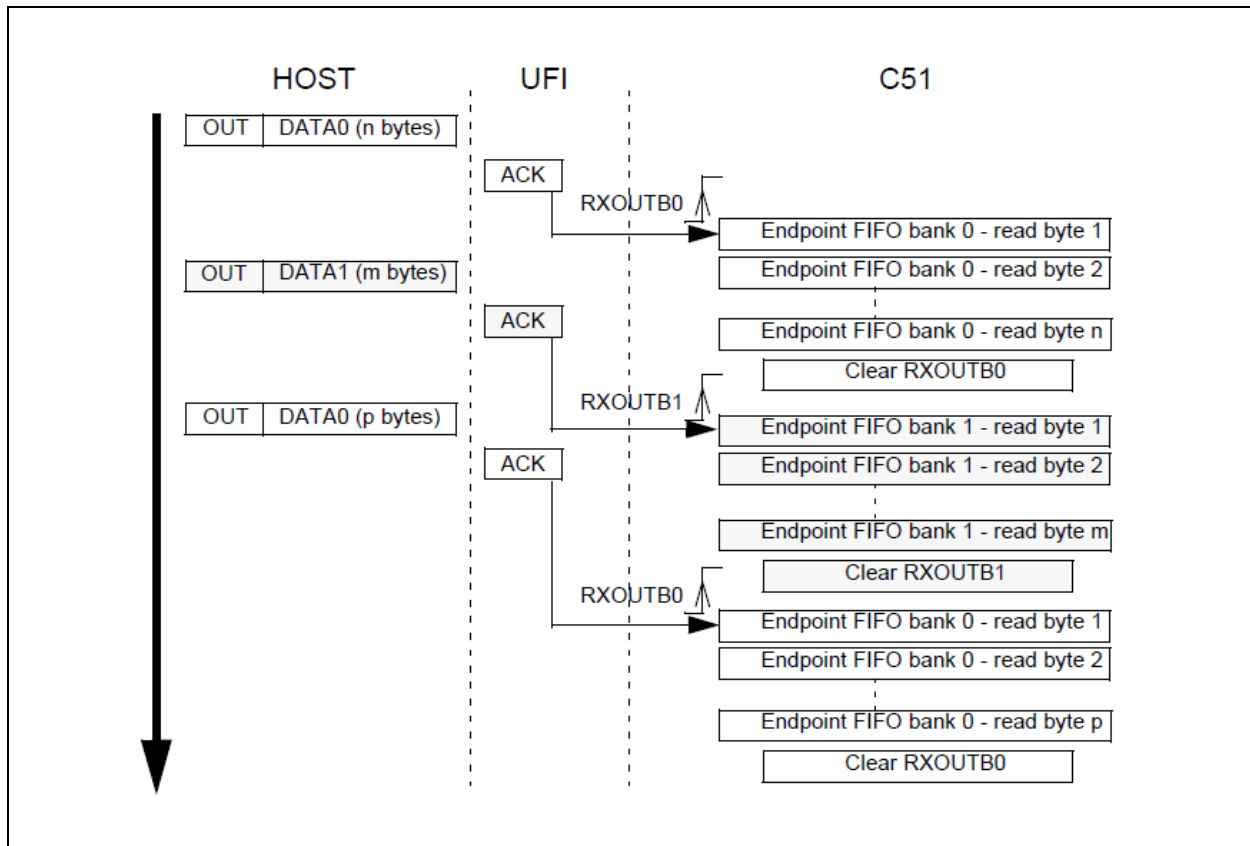 HOST UFI C51
OUT DATA0 (n bytes)
ACK
RXOUTB0
Endpoint FIFO bank 0 - read byte 1
OUT DATA1 (m bytes)
Endpoint FIFO bank 0 - read byte 2
ACK
Endpoint FIFO bank 0 - read byte n
Clear RXOUTB0
RXOUTB1
OUT DATA0 (p bytes)
Endpoint FIFO bank 1 - read byte 1
ACK
Endpoint FIFO bank 1 - read byte 2
Endpoint FIFO bank 1 - read byte m
Clear RXOUTB1
RXOUTB0
Endpoint FIFO bank 0 - read byte 1
Endpoint FIFO bank 0 - read byte 2
Endpoint FIFO bank 0 - read byte p
Clear RXOUTB0